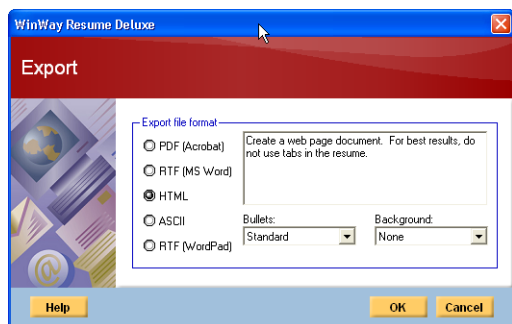 WinWay Resume Deluxe
Export
Export file format
PDF (Acrobat)
RTF (MS Word)
HTML
ASCII
RTF (WordPad)
Create a web page document. For best results, do
not use tabs in the resume.
Bullets:
Background:
Standard
None
Help
OK
Cancel